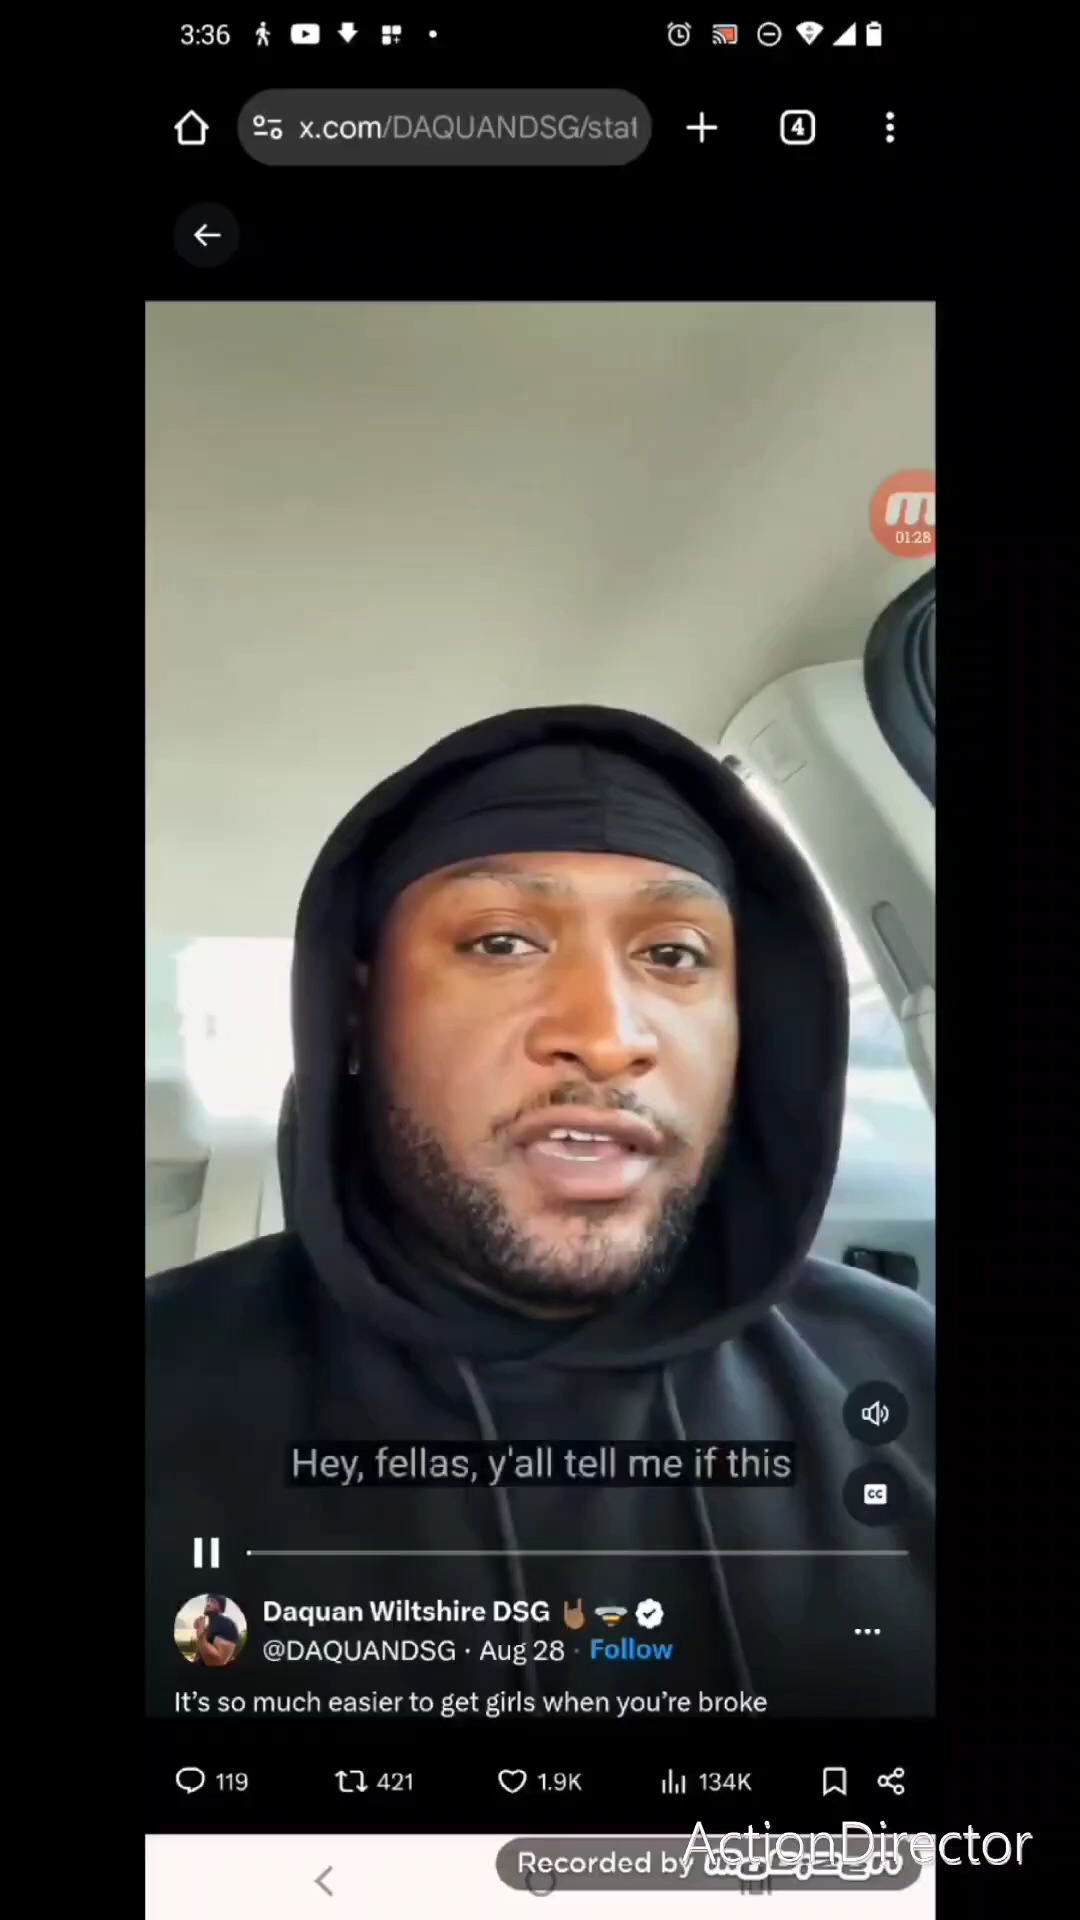 3:36
x.com/DAQUANDSG/stat
4
m
01:28
Hey, fellas, y'all tell me if this
CC
Daquan Wiltshire DSG
@DAQUANDSG · Aug 28 · Follow
It’s so much easier to get girls when you’re broke
119
421
1.9K
134K
ActionDirector
Recorded by